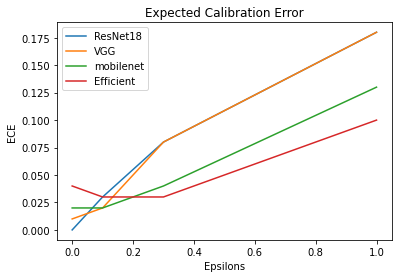 Expected Calibration Error
ResNet18
VGG
mobilenet
Efficient
ECE
0.175
0.150
0.125
0.100
0.075
0.050
0.025
0.000
0.0 0.2 0.4 0.6 0.8 1.0
Epsilons